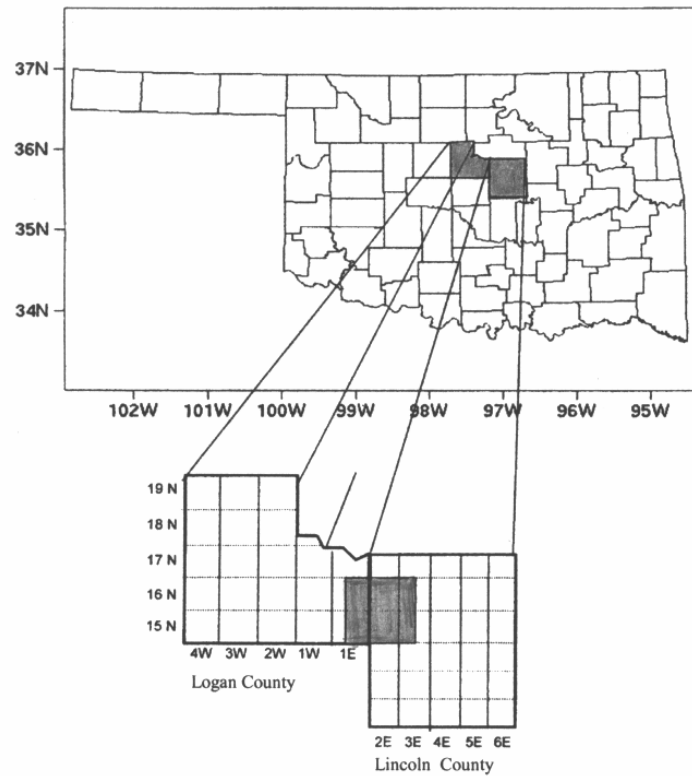 37N
36N
35N
34N
102W 101W 100W 99W 98W 97W 96W 95W
19 N
18 N
17 N
16 N
15 N
4W 3W 2W 1W 1E
Logan County
2E 3E 4E 5E 6E
Lincoln County